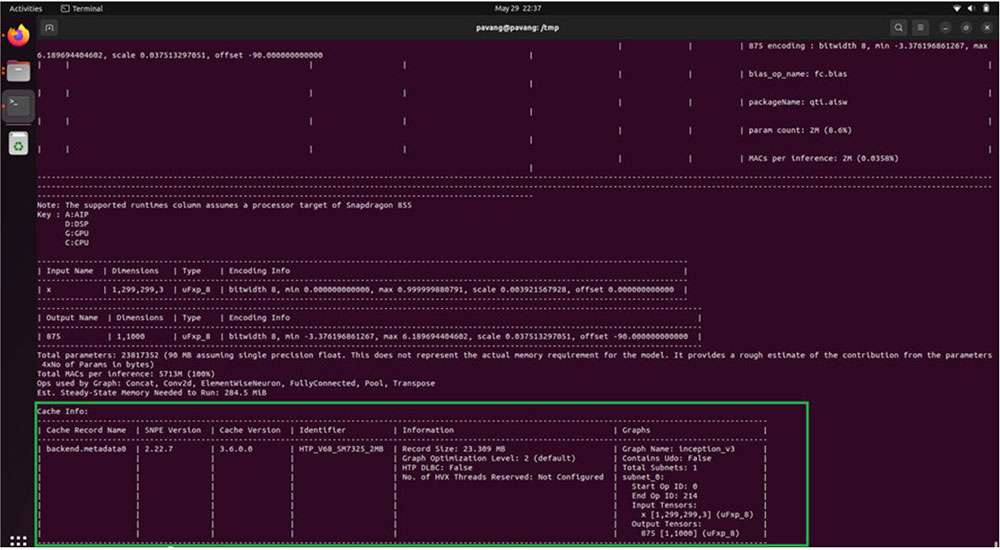 Activities Terminal May 29 22:37
pavang@pavang: /tmp
| | | 875 encoding : bitwidth 8, min -3.376196861267, max
6.189694404602, scale 0.037513297051, offset -90.000000000000 |
| | | bias_op_name: fc.bias
| | | packageName: qti.aisw
| | | param count: 2M (8.6%)
| | | MACs per inference: 2M (0.0358%)
Note: The supported runtimes column assumes a processor target of Snapdragon 855
Key : A:AIP
D:DSP
G:GPU
C:CPU
| Input Name | Dimensions | Type | Encoding Info |
| x | 1,299,299,3 | uFxp_8 | bitwidth 8, min 0.000000000000, max 0.999999880791, scale 0.003921567928, offset 0.000000000000 |
| Output Name | Dimensions | Type | Encoding Info |
| 875 | 1,1000 | uFxp_8 | bitwidth 8, min -3.376196861267, max 6.189694404602, scale 0.037513297051, offset -90.000000000000 |
Total parameters: 23817352 (90 MB assuming single precision float. This does not represent the actual memory requirement for the model. It provides a rough estimate of the contribution from the parameters
4xNo of Params in bytes)
Total MACs per inference: 5713M (100%)
Ops used by Graph: Concat, Conv2d, ElementWiseNeuron, FullyConnected, Pool, Transpose
Est. Steady-State Memory Needed to Run: 284.5 MiB
Cache Info:
| Cache Record Name | SNPE Version | Cache Version | Identifier | Information | Graphs |
| backend.metadata0 | 2.22.7 | 3.6.0.0 | HTP_V68_SM7325_2MB | Record Size: 23.309 MB | Graph Name: inception_v3 |
| Graph Optimization Level: 2 (default) | Contains Udo: False |
| HTP DLBC: False | Total Subnets: 1 |
| No. of HVX Threads Reserved: Not Configured | subnet_0: |
Start Op ID: 0
End Op ID: 214
Input Tensors:
x [1,299,299,3] (uFxp_8)
Output Tensors:
875 [1,1000] (uFxp_8)